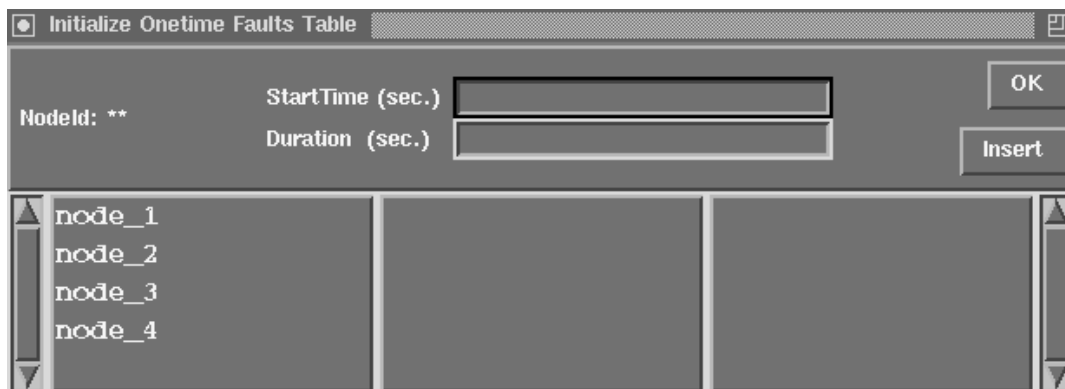 Initialize Onetime Faults Table
NodeId: **
StartTime (sec.)
Duration (sec.)
OK
Insert
node_1
node_2
node_3
node_4